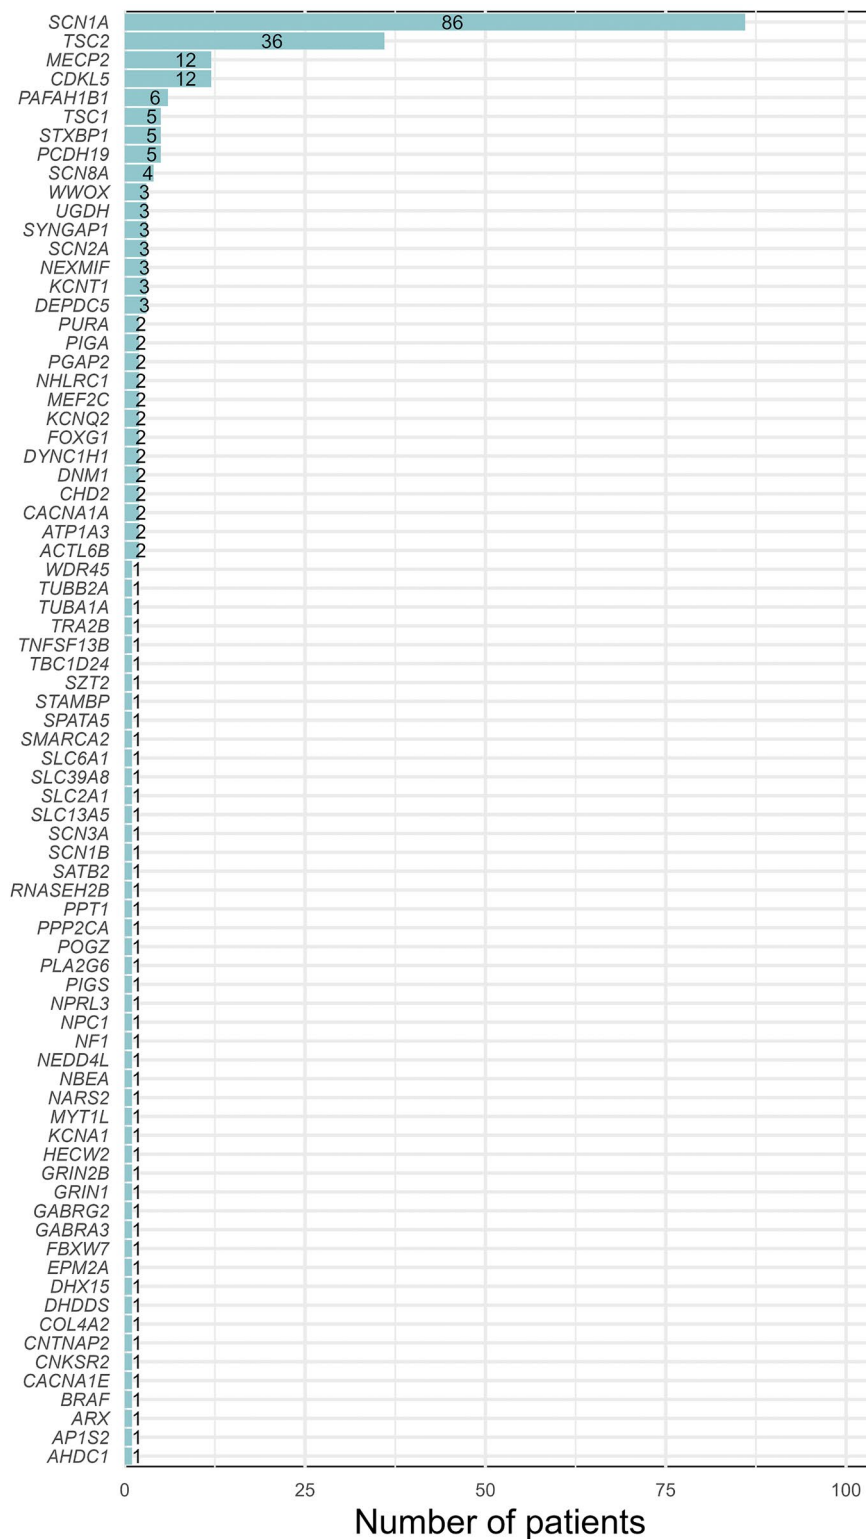 SCN1A 86
TSC2 36
MECP2 12
CDKL5 12
PAFAH1B1 6
TSC1 5
STXBP1 5
PCDH19 5
SCN8A 4
WWOX 3
UGDH 3
SYNGAP1 3
SCN2A 3
NEXMIF 3
KCNT1 3
DEPDC5 3
PURA 2
PIGA 2
PGAP2 2
NHLRC1 2
MEF2C 2
KCNQ2 2
FOXG1 2
DYNC1H1 2
DNM1 2
CHD2 2
CACNA1A 2
ATP1A3 2
ACTL6B 2
WDR45 1
TUBB2A 1
TUBA1A 1
TRA2B 1
TNFSF13B 1
TBC1D24 1
SZT2 1
STAMBP 1
SPATA5 1
SMARCA2 1
SLC6A1 1
SLC39A8 1
SLC2A1 1
SLC13A5 1
SCN3A 1
SCN1B 1
SATB2 1
RNASEH2B 1
PPT1 1
PPP2CA 1
POGZ 1
PLA2G6 1
PIGS 1
NPRL3 1
NPC1 1
NF1 1
NEDD4L 1
NBEA 1
NARS2 1
MYT1L 1
KCNA1 1
HECW2 1
GRIN2B 1
GRIN1 1
GABRG2 1
GABRA3 1
FBXW7 1
EPM2A 1
DHX15 1
DHDDS 1
COL4A2 1
CNTNAP2 1
CNKSR2 1
CACNA1E 1
BRAF 1
ARX 1
AP1S2 1
AHDC1 1
0 25 50 75 100
Number of patients